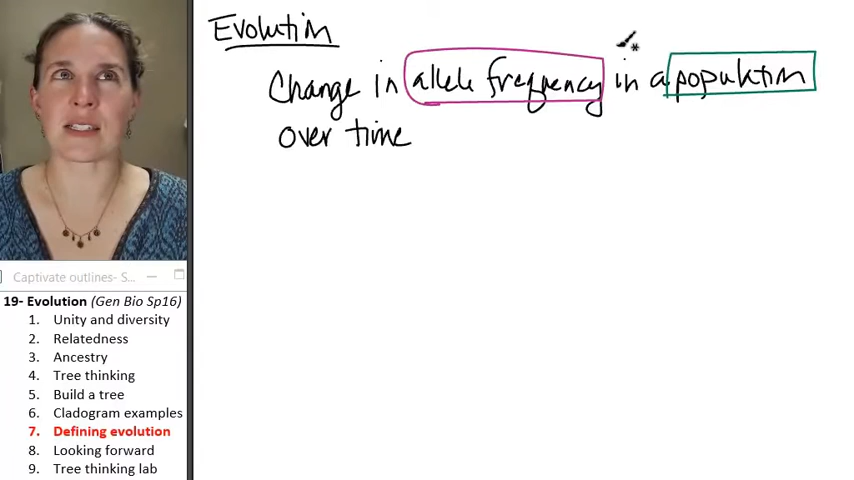 Evolution
Change in allele frequency in a population
over time
Captivate outlines- S...
19- Evolution (Gen Bio Sp16)
1. Unity and diversity
2. Relatedness
3. Ancestry
4. Tree thinking
5. Build a tree
6. Cladogram examples
7. Defining evolution
8. Looking forward
9. Tree thinking lab